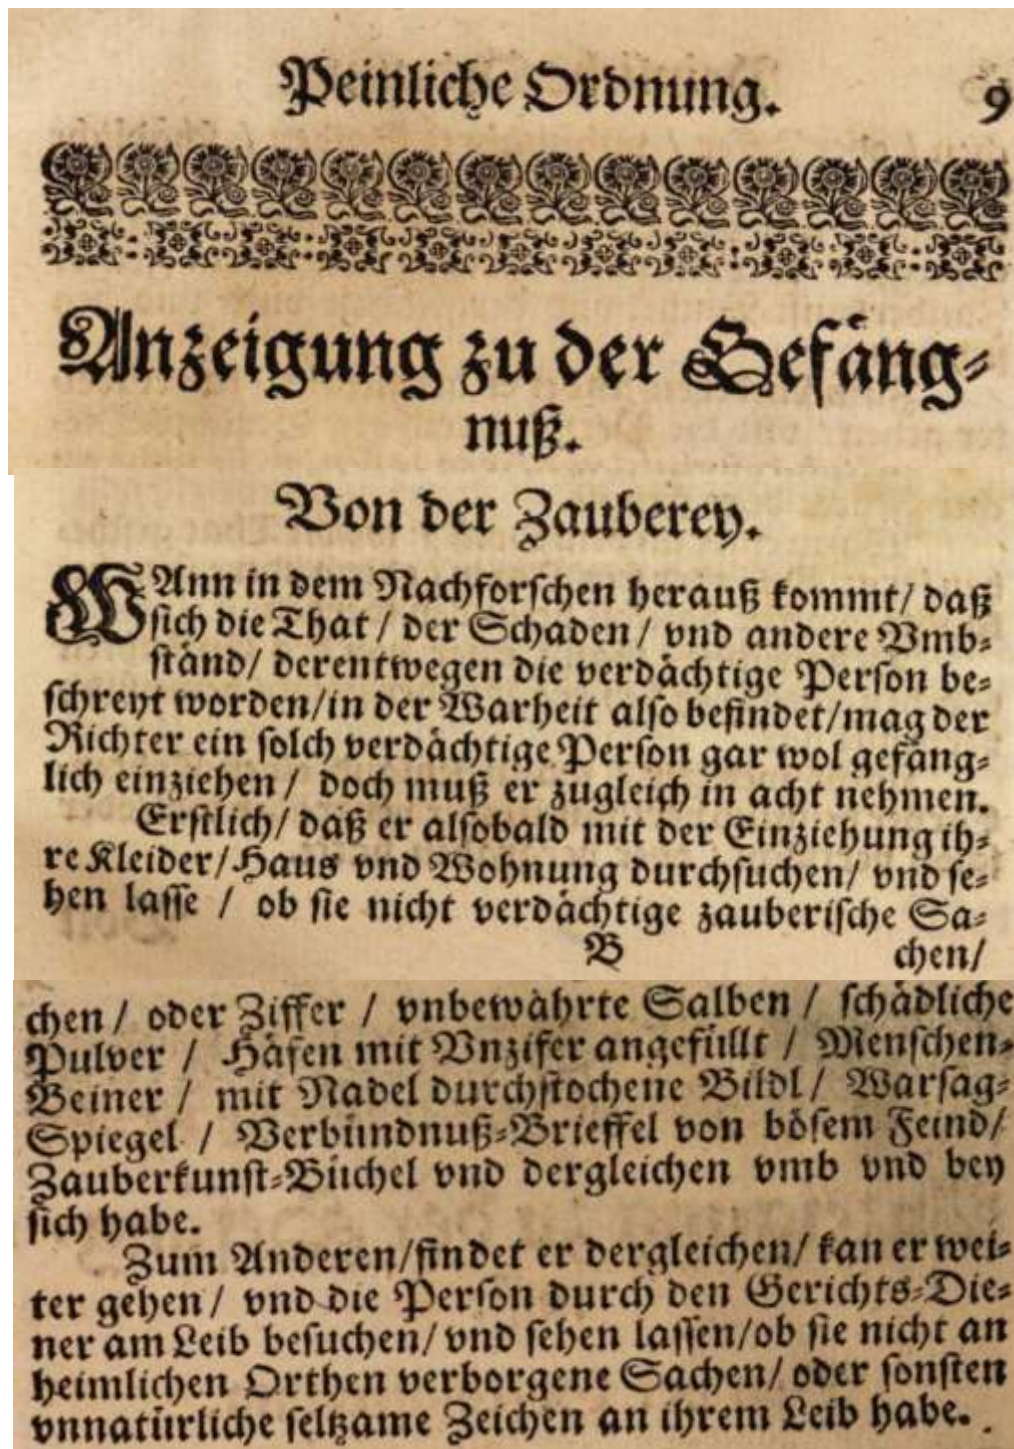 Peinliche Ordnung. 9
Anzeigung zu der Gefäng-
nuß.
Von der Zauberey.
WAnn in dem Nachforschen herauß kommt/ daß
sich die That / der Schaden / vnd andere Vmb-
ständ/ derentwegen die verdächtige Person be-
schreyt worden/in der Warheit also befindet/mag der
Richter ein solch verdächtige Person gar wol gefäng-
lich einziehen / doch muß er zugleich in acht nehmen.
Erstlich/ daß er alsobald mit der Einziehung ih-
re Kleider/Haus vnd Wohnung durchsuchen/ vnd se-
hen lasse / ob sie nicht verdächtige zauberische Sa-
B chen/
chen / oder Ziffer / vnbewährte Salben / schädliche
Pulver / Häfen mit Vnzifer angefüllt / Menschen-
Beiner / mit Nadel durchstochene Bildl / Warsag-
Spiegel / Verbündnuß-Brieffel von bösem Feind/
Zauberkunst-Büchel vnd dergleichen vmb vnd bey
sich habe.
Zum Anderen/findet er dergleichen/ kan er wei-
ter gehen/ vnd die Person durch den Gerichts-Die-
ner am Leib besuchen/ vnd sehen lassen/ob sie nicht an
heimlichen Orthen verborgene Sachen/ oder sonsten
vnnatürliche seltzame Zeichen an ihrem Leib habe.